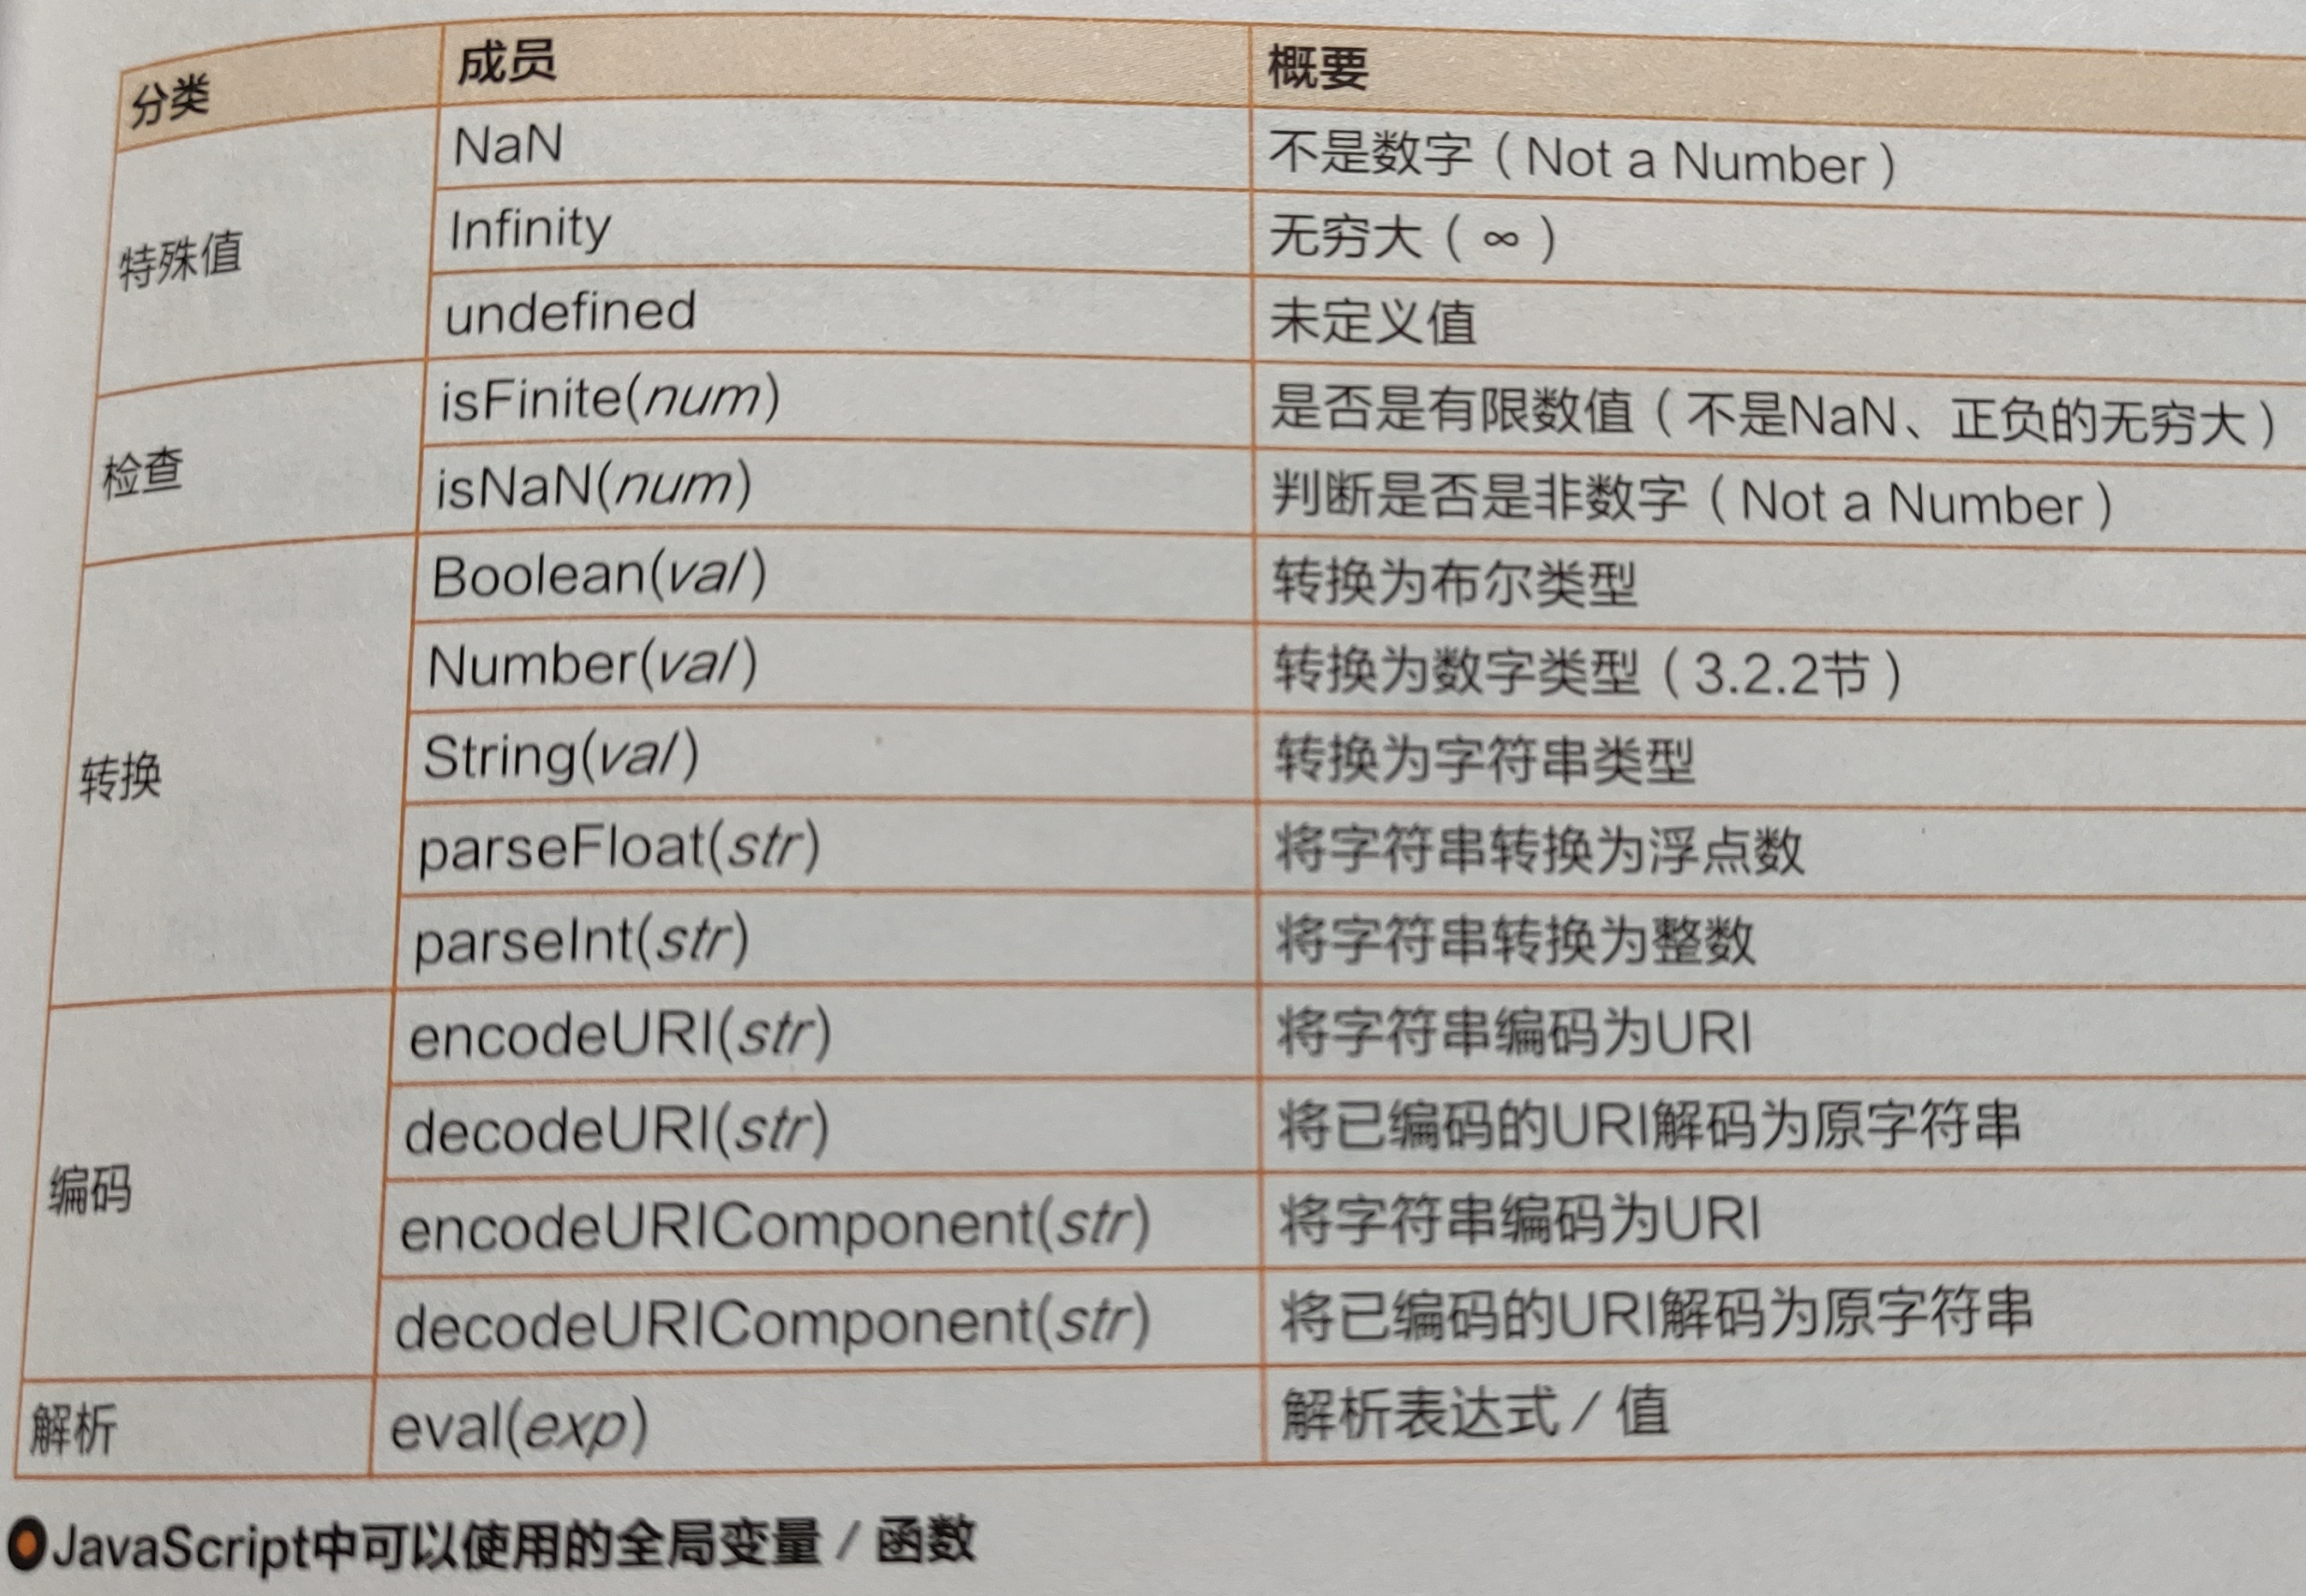 分类 成员 概要
特殊值 NaN 不是数字（Not a Number）
Infinity 无穷大（∞）
undefined 未定义值
检查 isFinite(num) 是否是有限数值（不是NaN、正负的无穷大）
isNaN(num) 判断是否是非数字（Not a Number）
转换 Boolean(val) 转换为布尔类型
Number(val) 转换为数字类型（3.2.2节）
String(val) 转换为字符串类型
parseFloat(str) 将字符串转换为浮点数
parseInt(str) 将字符串转换为整数
编码 encodeURI(str) 将字符串编码为URI
decodeURI(str) 将已编码的URI解码为原字符串
encodeURIComponent(str) 将字符串编码为URI
decodeURIComponent(str) 将已编码的URI解码为原字符串
解析 eval(exp) 解析表达式 / 值
JavaScript中可以使用的全局变量 / 函数